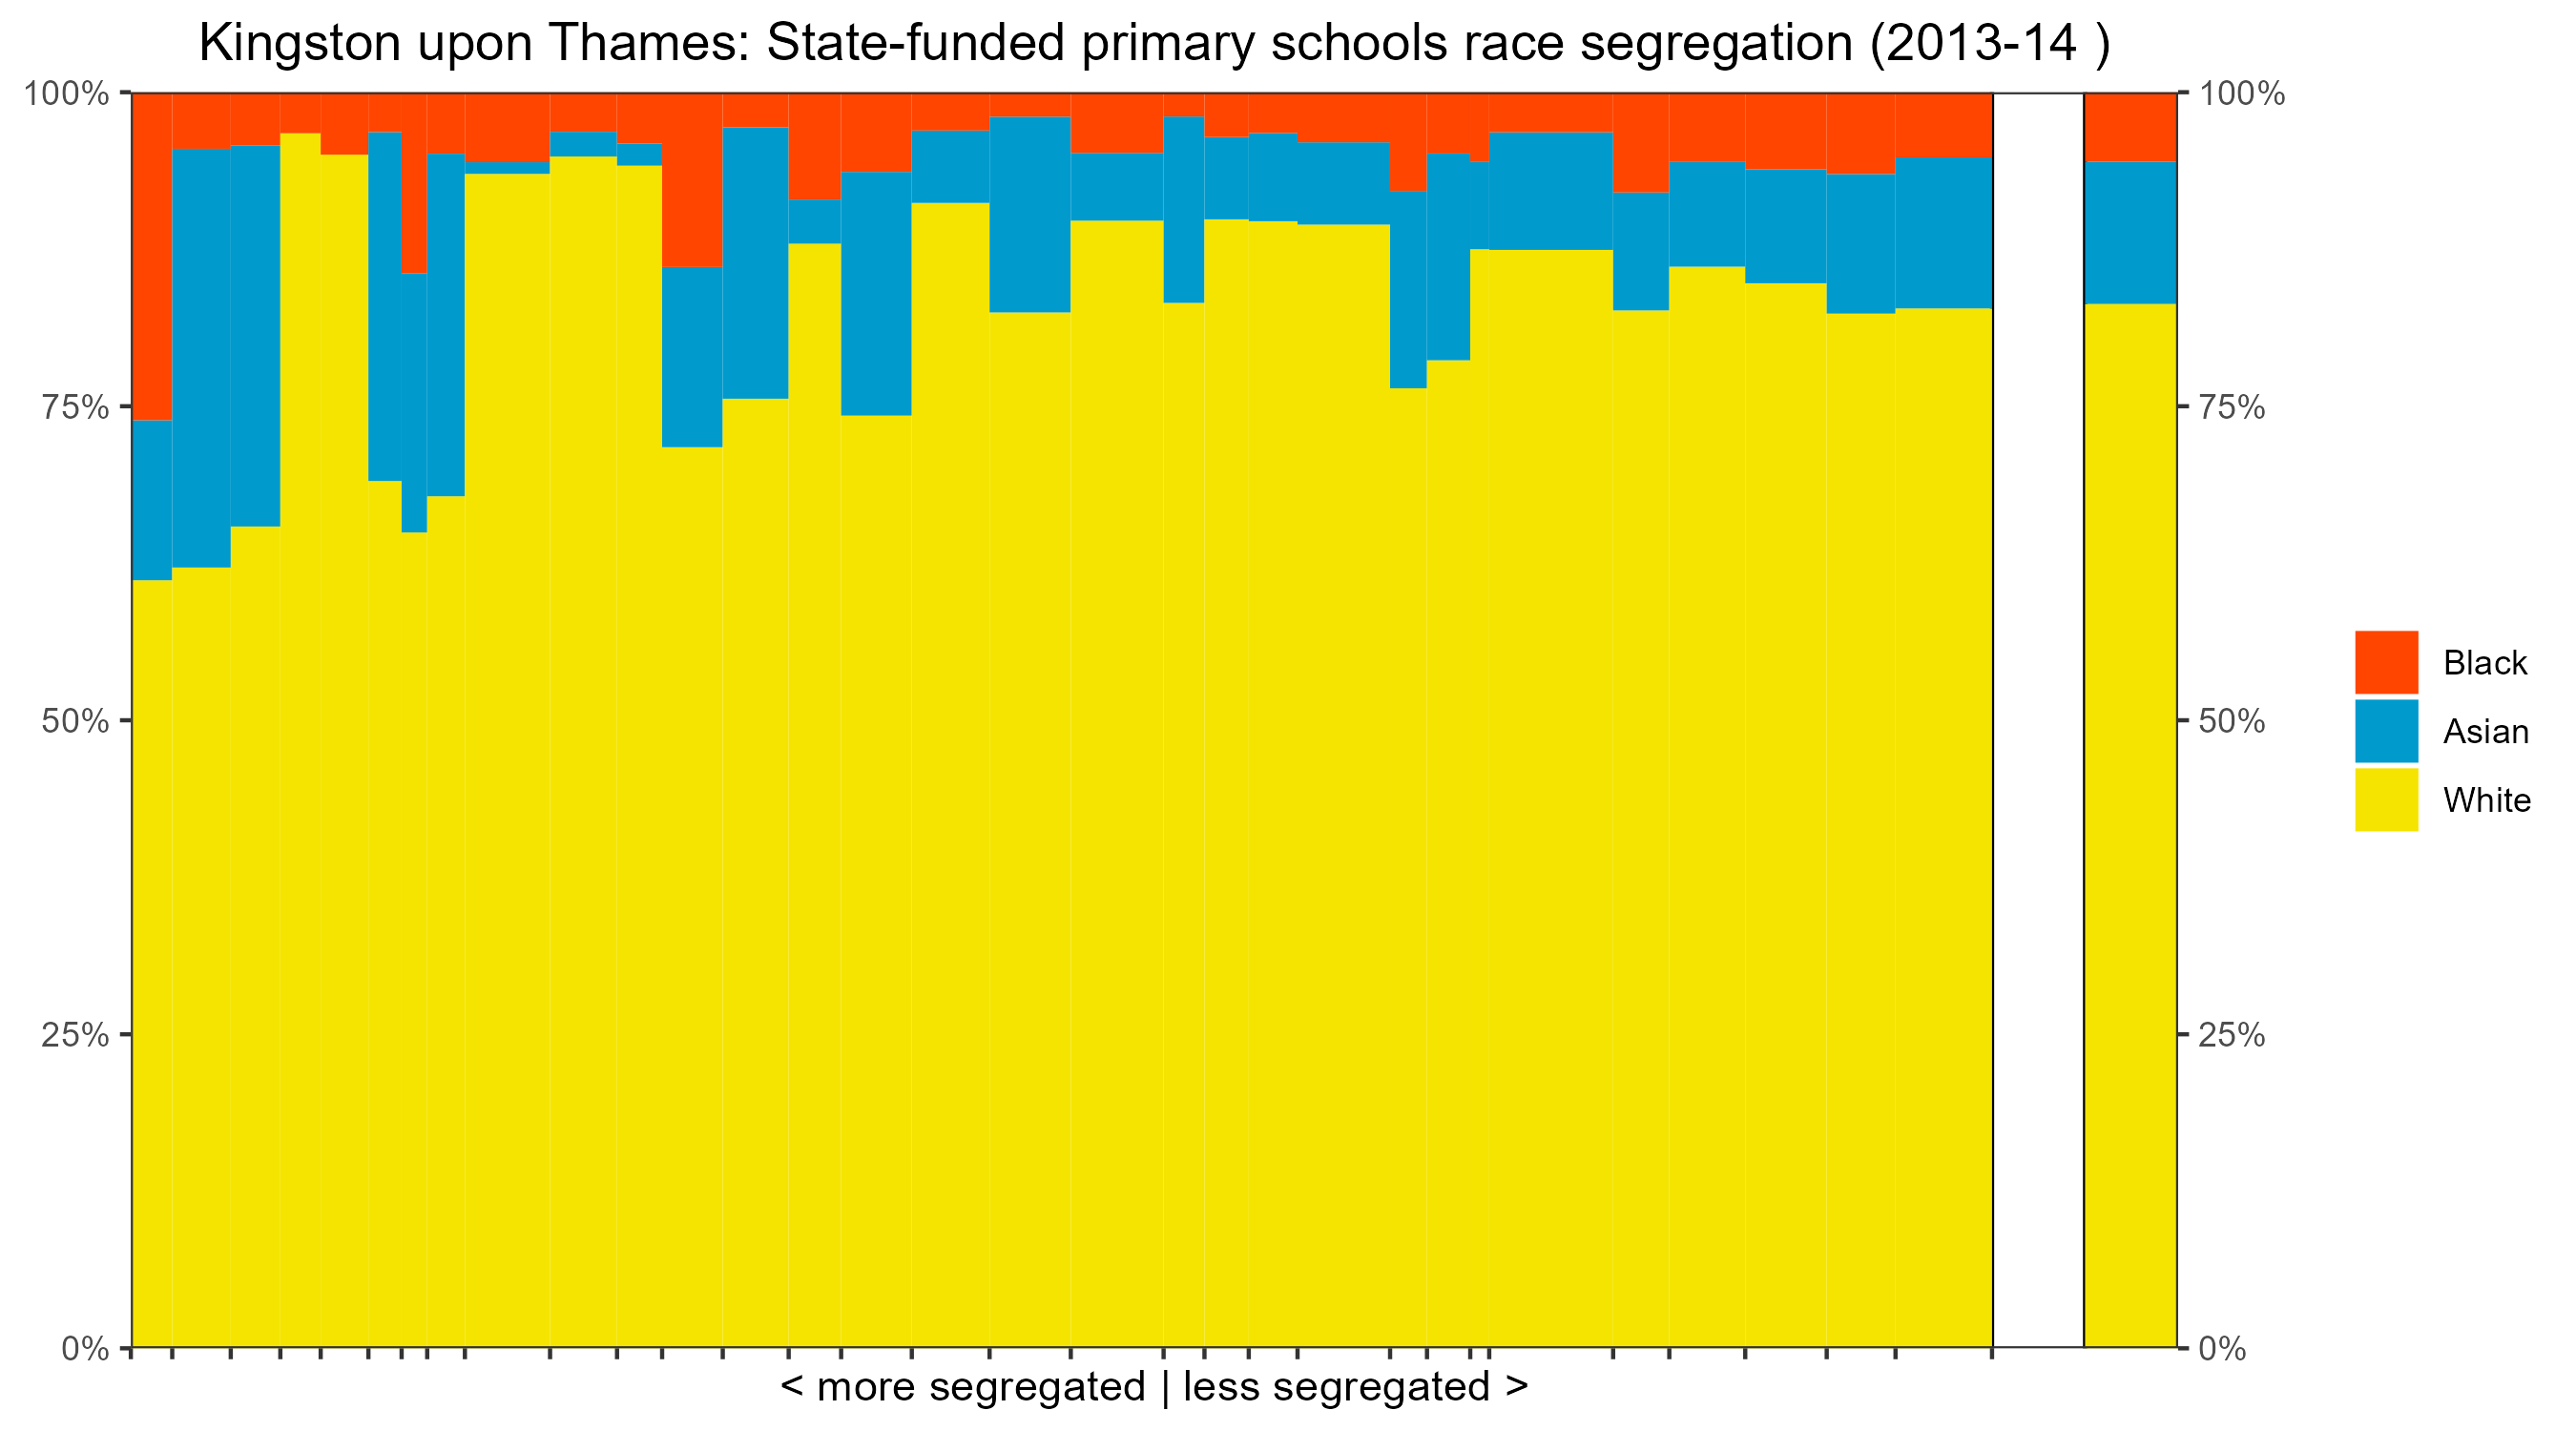 Kingston upon Thames: State-funded primary schools race segregation (2013-14 )
100%
75%
50%
25%
0%
100%
75%
50%
25%
0%
Black
Asian
White
< more segregated | less segregated >